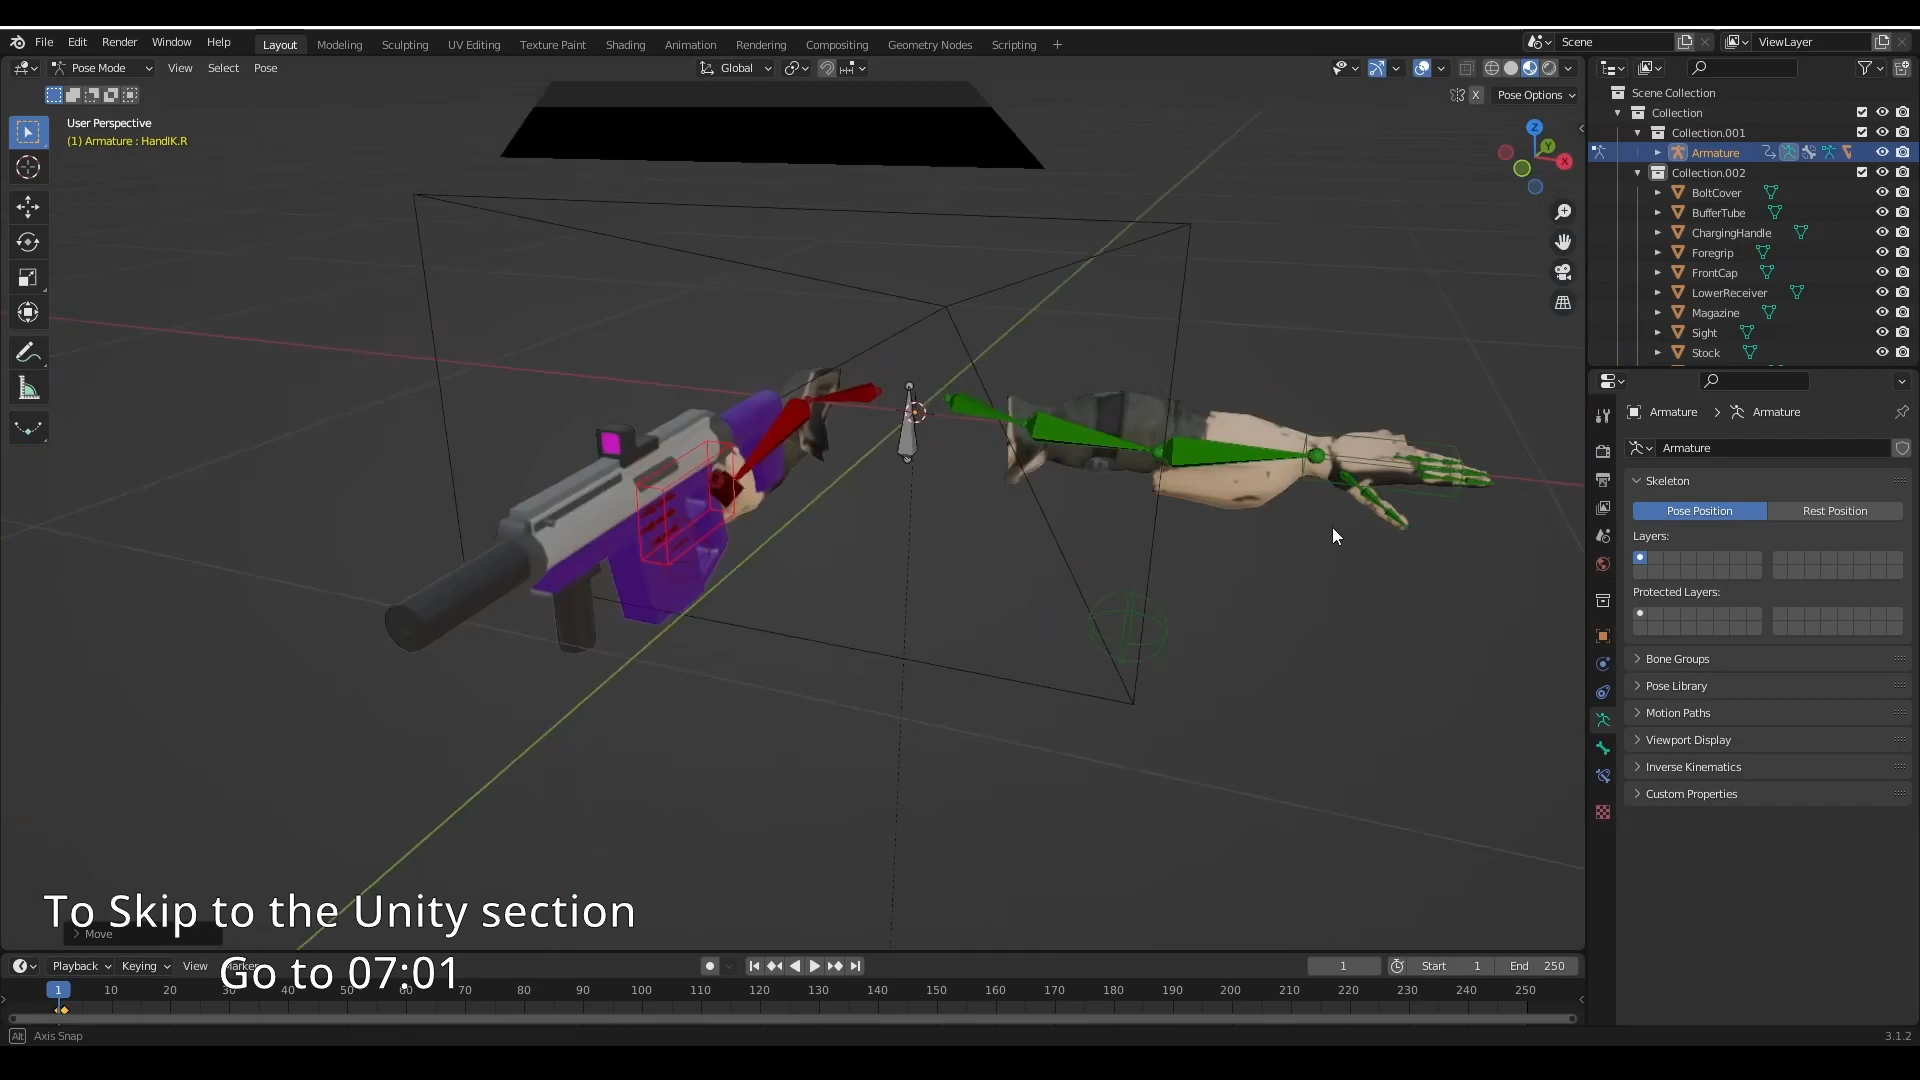 File Edit Render Window Help
Layout Modeling Sculpting UV Editing Texture Paint Shading Animation Rendering Compositing Geometry Nodes Scripting +
Scene
ViewLayer
Pose Mode View Select Pose
Global
X Pose Options
User Perspective
(1) Armature : HandIK.R
Z
Y
X
Scene Collection
Collection
Collection.001
Armature
Collection.002
BoltCover
BufferTube
ChargingHandle
Foregrip
FrontCap
LowerReceiver
Magazine
Sight
Stock
Armature > Armature
Armature
Skeleton
Pose Position Rest Position
Layers:
Protected Layers:
Bone Groups
Pose Library
Motion Paths
Viewport Display
Inverse Kinematics
Custom Properties
To Skip to the Unity section
Move
Go to 07:01
Playback Keying View Marker
1
Start 1
End 250
1 10 20 30 40 50 60 70 80 90 100 110 120 130 140 150 160 170 180 190 200 210 220 230 240 250
Alt Axis Snap
3.1.2